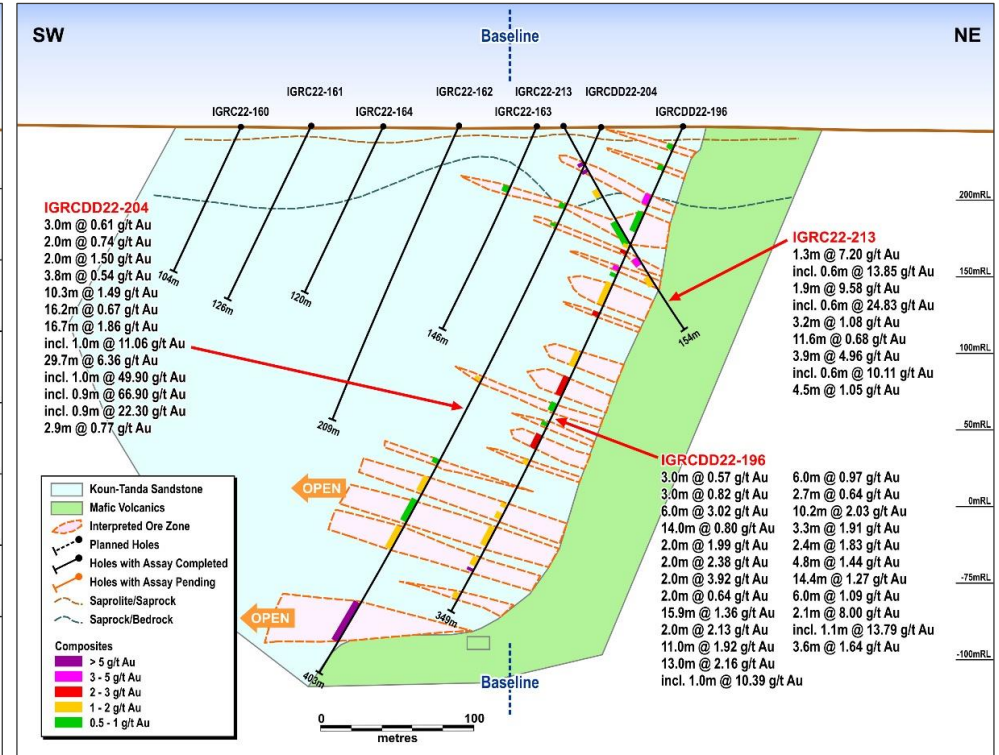 SW
Baseline
NE
IGRC22-161
IGRC22-162
IGRC22-213
IGRCDD22-204
IGRC22-160
IGRC22-164
IGRC22-163
IGRCDD22-196
200mRL
150mRL
100mRL
50mRL
0mRL
-75mRL
-100mRL
IGRCDD22-204
3.0m @ 0.61 g/t Au
2.0m @ 0.74 g/t Au
2.0m @ 1.50 g/t Au
3.8m @ 0.54 g/t Au
10.3m @ 1.49 g/t Au
16.2m @ 0.67 g/t Au
16.7m @ 1.86 g/t Au
incl. 1.0m @ 11.06 g/t Au
29.7m @ 6.36 g/t Au
incl. 1.0m @ 49.90 g/t Au
incl. 0.9m @ 66.90 g/t Au
incl. 0.9m @ 22.30 g/t Au
2.9m @ 0.77 g/t Au
104m
126m
120m
209m
146m
154m
349m
403m
IGRC22-213
1.3m @ 7.20 g/t Au
incl. 0.6m @ 13.85 g/t Au
1.9m @ 9.58 g/t Au
incl. 0.6m @ 24.83 g/t Au
3.2m @ 1.08 g/t Au
11.6m @ 0.68 g/t Au
3.9m @ 4.96 g/t Au
incl. 0.6m @ 10.11 g/t Au
4.5m @ 1.05 g/t Au
IGRCDD22-196
3.0m @ 0.57 g/t Au
3.0m @ 0.82 g/t Au
6.0m @ 3.02 g/t Au
14.0m @ 0.80 g/t Au
2.0m @ 1.99 g/t Au
2.0m @ 2.38 g/t Au
2.0m @ 3.92 g/t Au
2.0m @ 0.64 g/t Au
15.9m @ 1.36 g/t Au
2.0m @ 2.13 g/t Au
11.0m @ 1.92 g/t Au
13.0m @ 2.16 g/t Au
incl. 1.0m @ 10.39 g/t Au
6.0m @ 0.97 g/t Au
2.7m @ 0.64 g/t Au
10.2m @ 2.03 g/t Au
3.3m @ 1.91 g/t Au
2.4m @ 1.83 g/t Au
4.8m @ 1.44 g/t Au
14.4m @ 1.27 g/t Au
6.0m @ 1.09 g/t Au
2.1m @ 8.00 g/t Au
incl. 1.1m @ 13.79 g/t Au
3.6m @ 1.64 g/t Au
OPEN
OPEN
Koun-Tanda Sandstone
Mafic Volcanics
Interpreted Ore Zone
Planned Holes
Holes with Assay Completed
Holes with Assay Pending
Saprolite/Saprock
Saprock/Bedrock
Composites
> 5 g/t Au
3 - 5 g/t Au
2 - 3 g/t Au
1 - 2 g/t Au
0.5 - 1 g/t Au
Baseline
0 100
metres